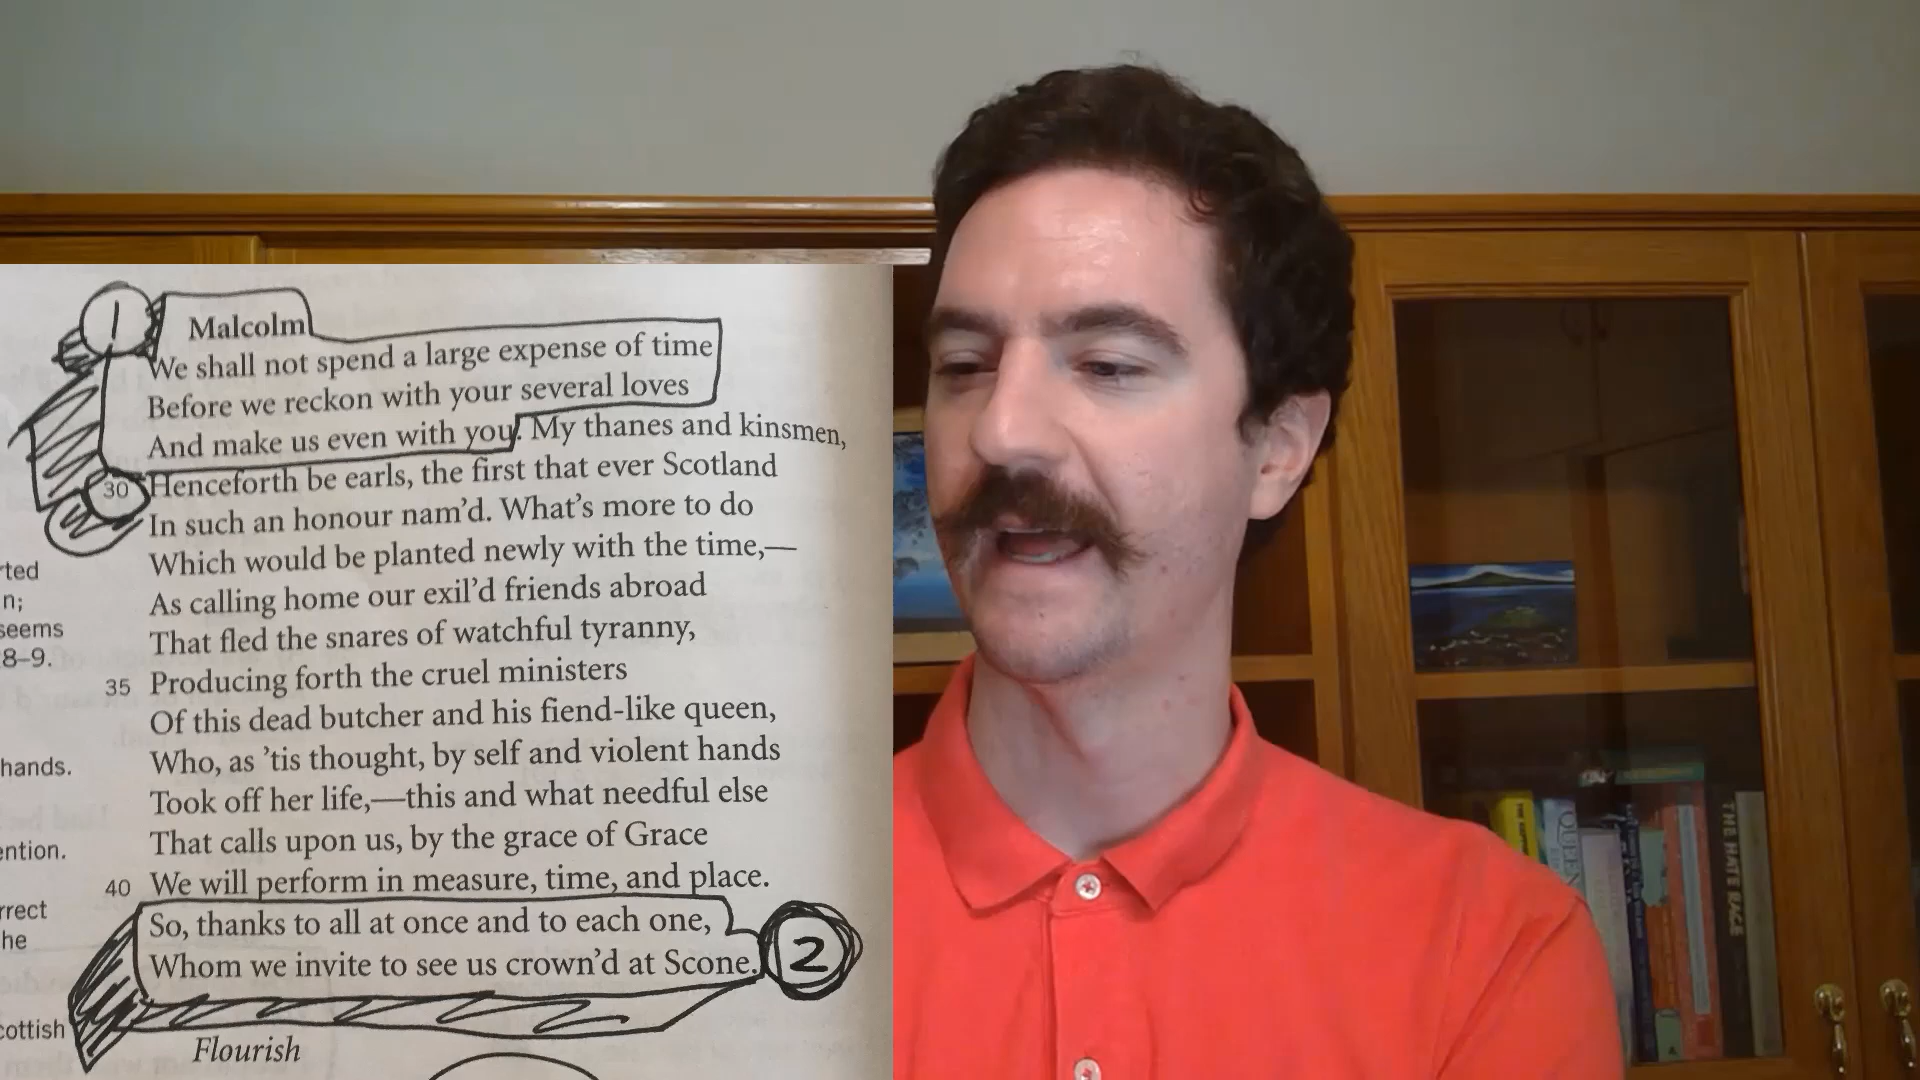 1
Malcolm
We shall not spend a large expense of time
Before we reckon with your several loves
And make us even with you. My thanes and kinsmen,
30 Henceforth be earls, the first that ever Scotland
In such an honour nam'd. What's more to do
Which would be planted newly with the time,—
As calling home our exil'd friends abroad
That fled the snares of watchful tyranny,
35 Producing forth the cruel ministers
Of this dead butcher and his fiend-like queen,
Who, as 'tis thought, by self and violent hands
Took off her life,—this and what needful else
That calls upon us, by the grace of Grace
40 We will perform in measure, time, and place.
So, thanks to all at once and to each one,
Whom we invite to see us crown'd at Scone.
2
Flourish
rted
n;
seems
8–9.
hands.
ention.
rrect
he
cottish
QUEEN
THE HATE RACE